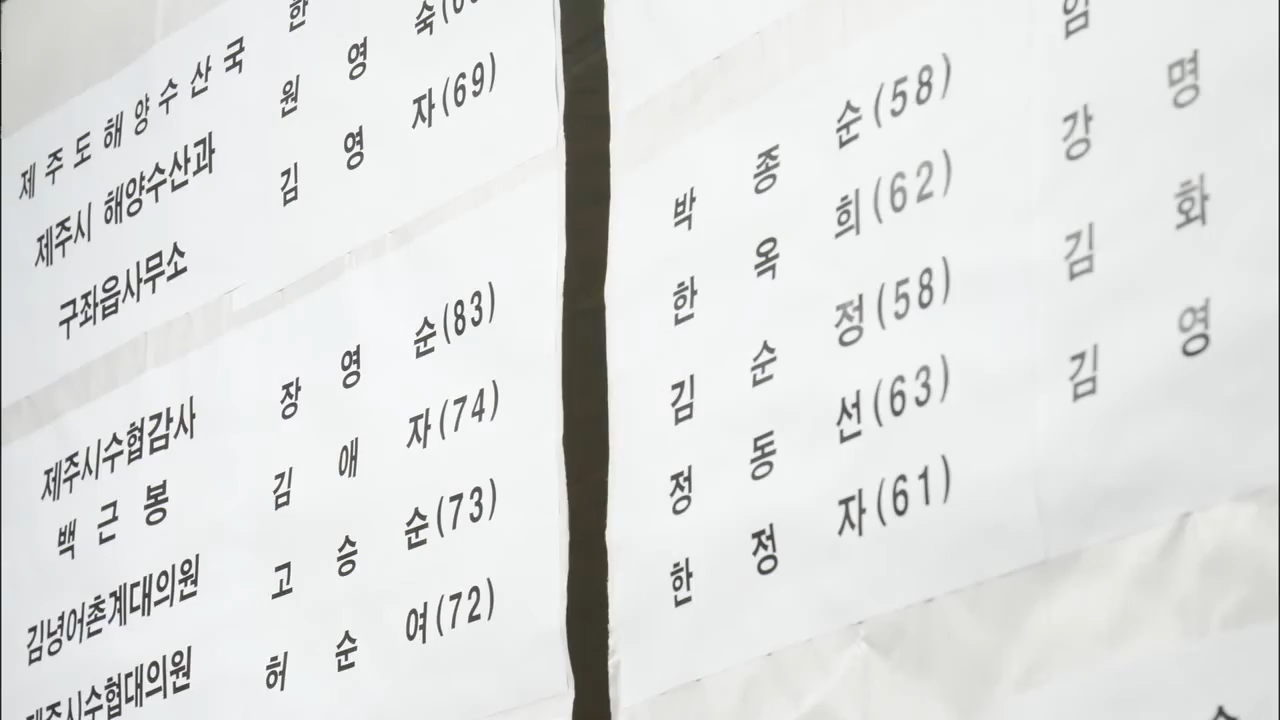 제주도해양수산국
제주시 해양수산과
구좌읍사무소
제주시수협감사
백근봉
김녕어촌계대의원
제주시수협대의원
한 영 숙
원 영 자(69)
김
장 영 순(83)
김 애 자(74)
고 승 순(73)
허 순 여(72)
박 종 순(58)
한 옥 희(62)
김 순 정(58)
정 동 선(63)
한 정 자(61)
임 명
강 화
김 영
김